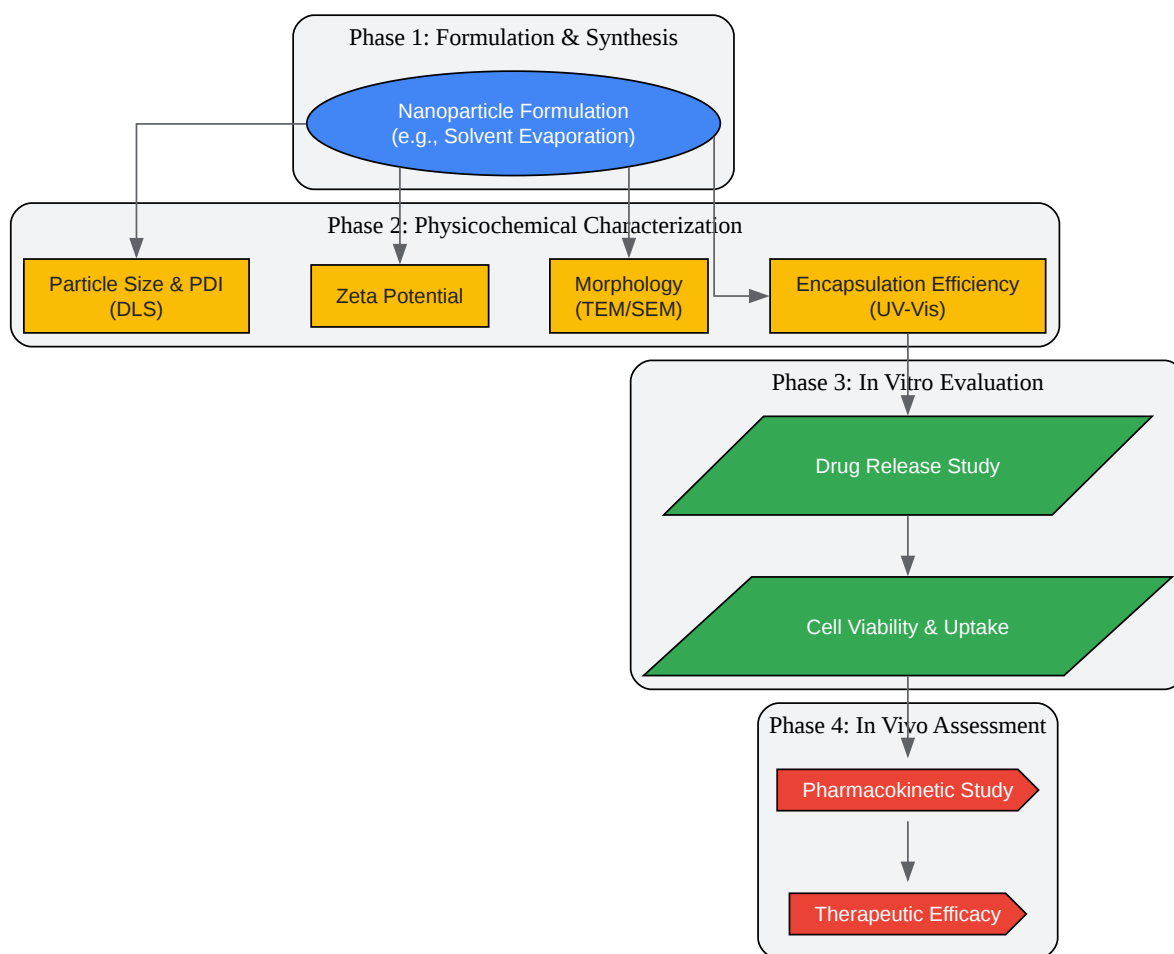 Phase 1: Formulation & Synthesis
Nanoparticle Formulation
(e.g., Solvent Evaporation)
Phase 2: Physicochemical Characterization
Particle Size & PDI
(DLS)
Zeta Potential
Morphology
(TEM/SEM)
Encapsulation Efficiency
(UV-Vis)
Phase 3: In Vitro Evaluation
Drug Release Study
Cell Viability & Uptake
Phase 4: In Vivo Assessment
Pharmacokinetic Study
Therapeutic Efficacy